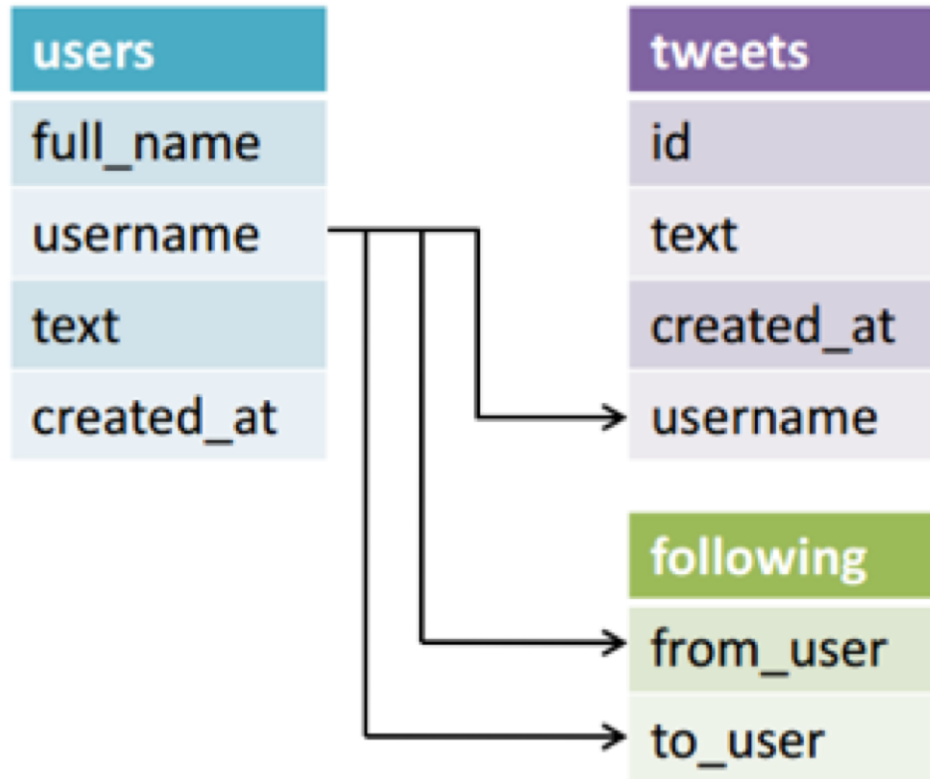 users
full_name
username
text
created_at
tweets
id
text
created_at
username
following
from_user
to_user